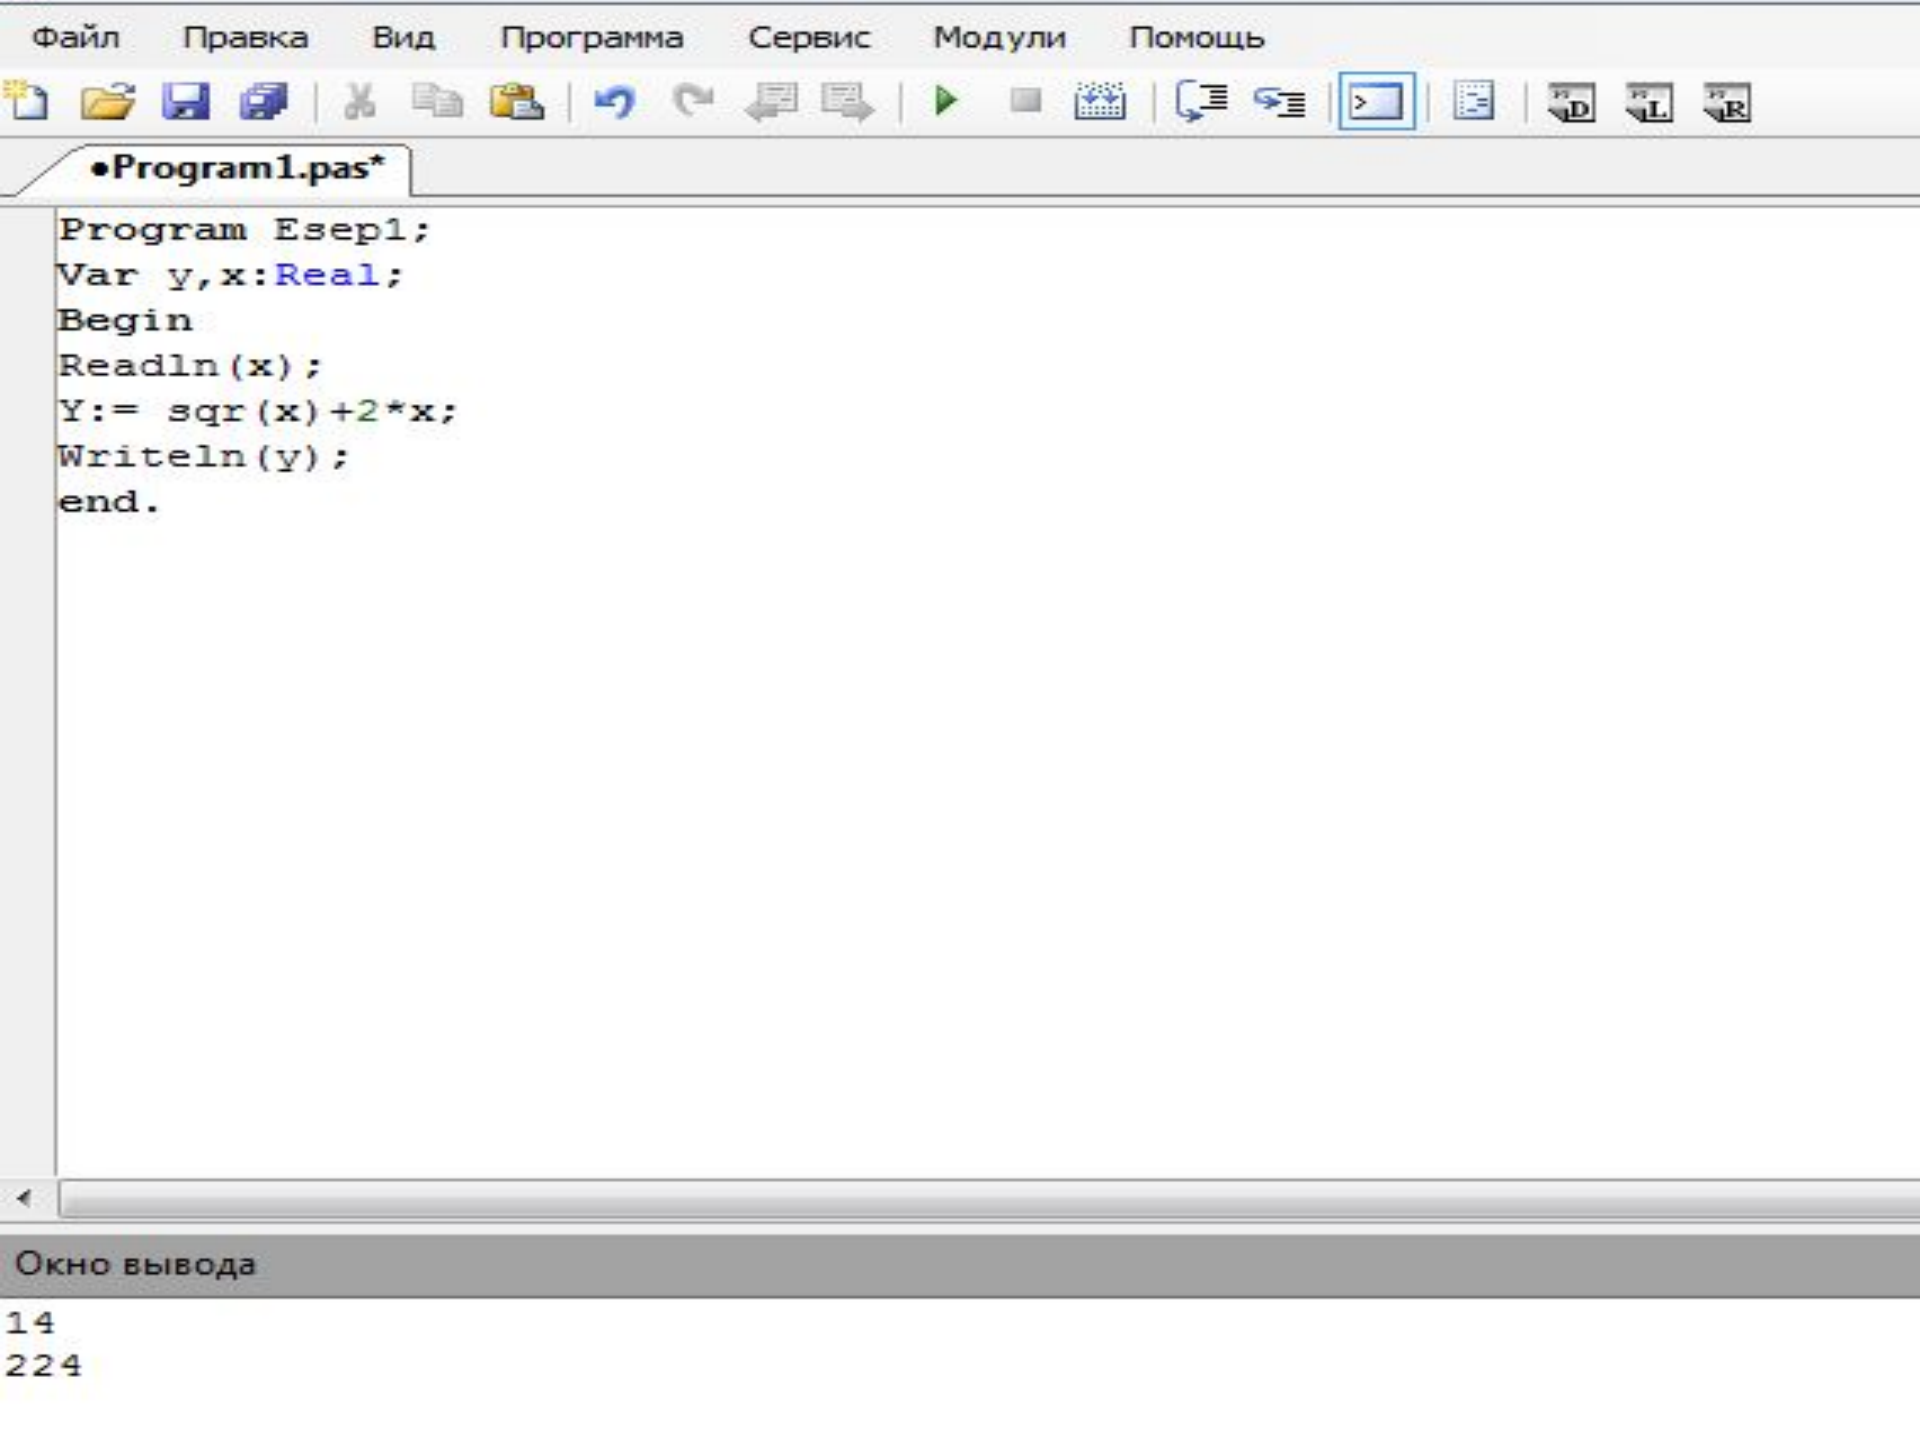 Файл Правка Вид Программа Сервис Модули Помощь
•Program1.pas*
Program Esep1;
Var y,x:Real;
Begin
Readln(x);
Y:= sqr(x)+2*x;
Writeln(y);
end.
Окно вывода
14
224